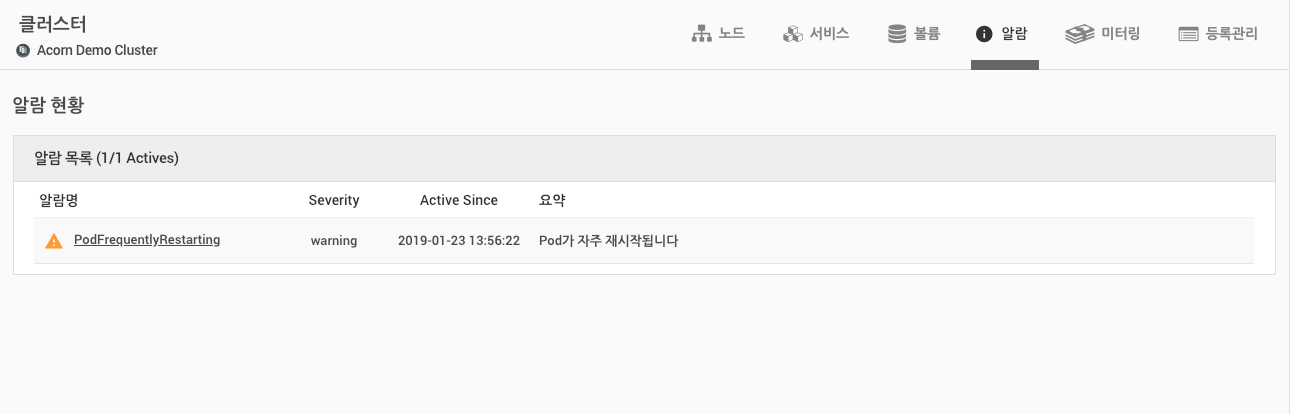 클러스터
Acorn Demo Cluster
노드 서비스 볼륨 알람 미터링 등록관리
알람 현황
알람 목록 (1/1 Actives)
알람명 Severity Active Since 요약
PodFrequentlyRestarting warning 2019-01-23 13:56:22 Pod가 자주 재시작됩니다